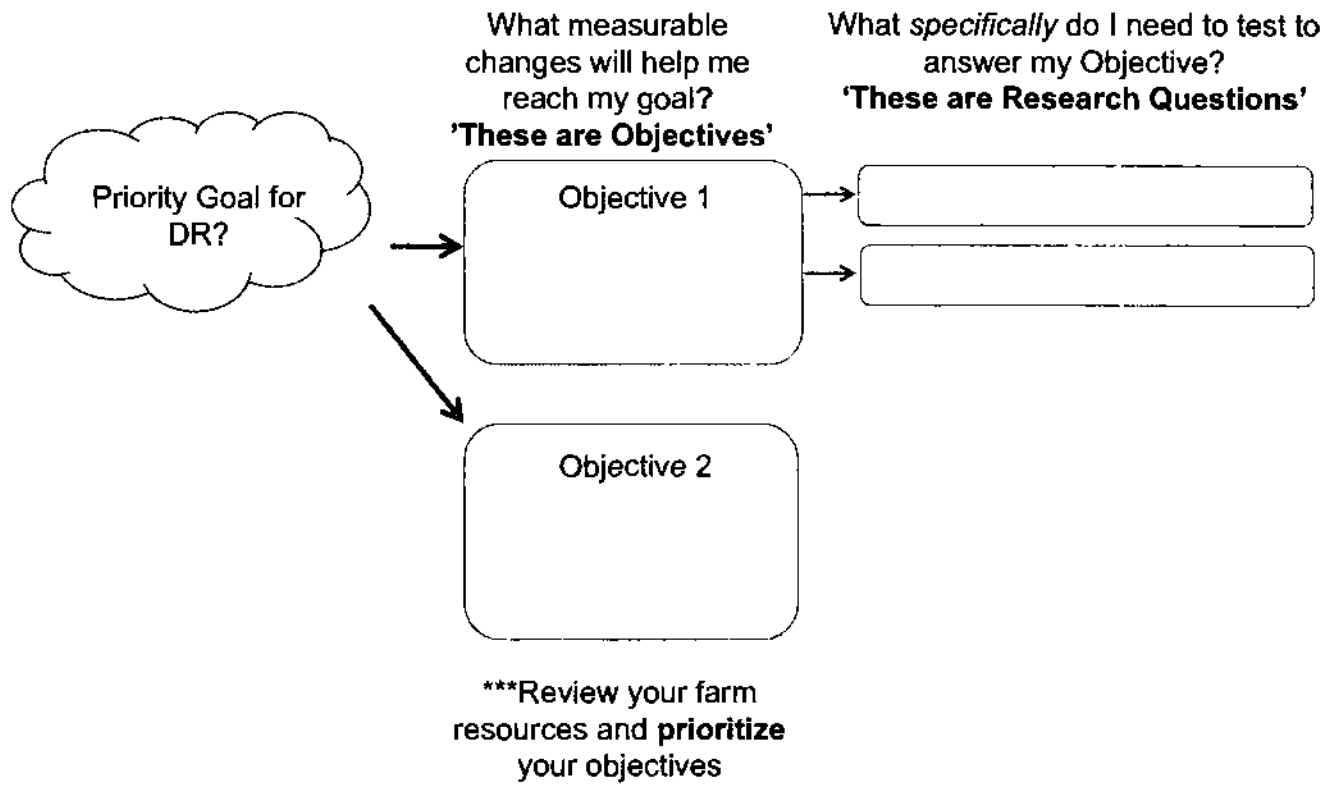 What measurable
changes will help me
reach my goal?
’These are Objectives’
What specifically do I need to test to
answer my Objective?
‘These are Research Questions’
Priority Goal for
DR?
Objective 1
Objective 2
***Review your farm
resources and prioritize
your objectives